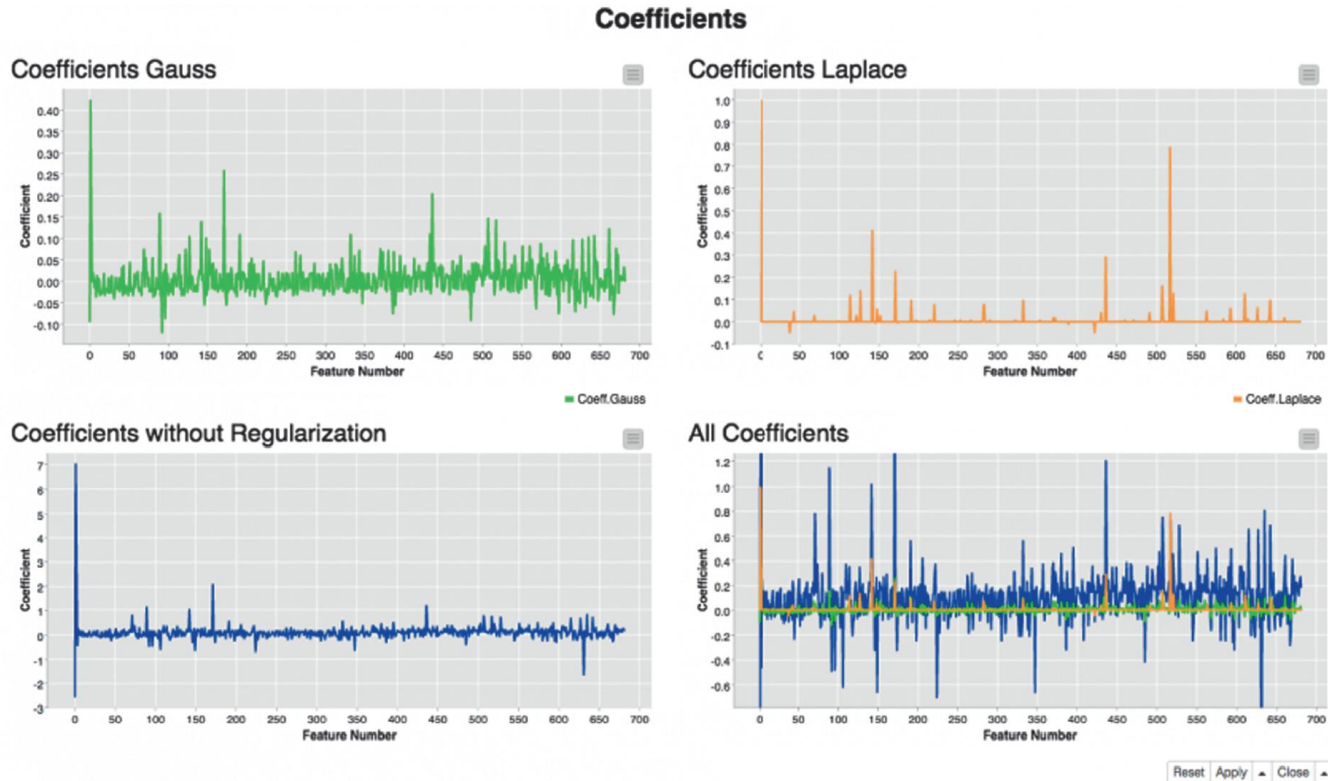 Coefficients
Coefficients Gauss
0.40
0.35
0.30
0.25
0.20
0.15
0.10
0.05
0.00
-0.05
-0.10
Coefficient
0 50 100 150 200 250 300 350 400 450 500 550 600 650 700
Feature Number
Coeff.Gauss
Coefficients Laplace
1.0
0.9
0.8
0.7
0.6
0.5
0.4
0.3
0.2
0.1
0.0
-0.1
Coefficient
0 50 100 150 200 250 300 350 400 450 500 550 600 650 700
Feature Number
Coeff.Laplace
Coefficients without Regularization
7
6
5
4
3
2
1
0
-1
-2
-3
Coefficient
0 50 100 150 200 250 300 350 400 450 500 550 600 650 700
Feature Number
All Coefficients
1.2
1.0
0.8
0.6
0.4
0.2
0.0
-0.2
-0.4
-0.6
Coefficient
0 50 100 150 200 250 300 350 400 450 500 550 600 650 700
Feature Number
Reset Apply Close